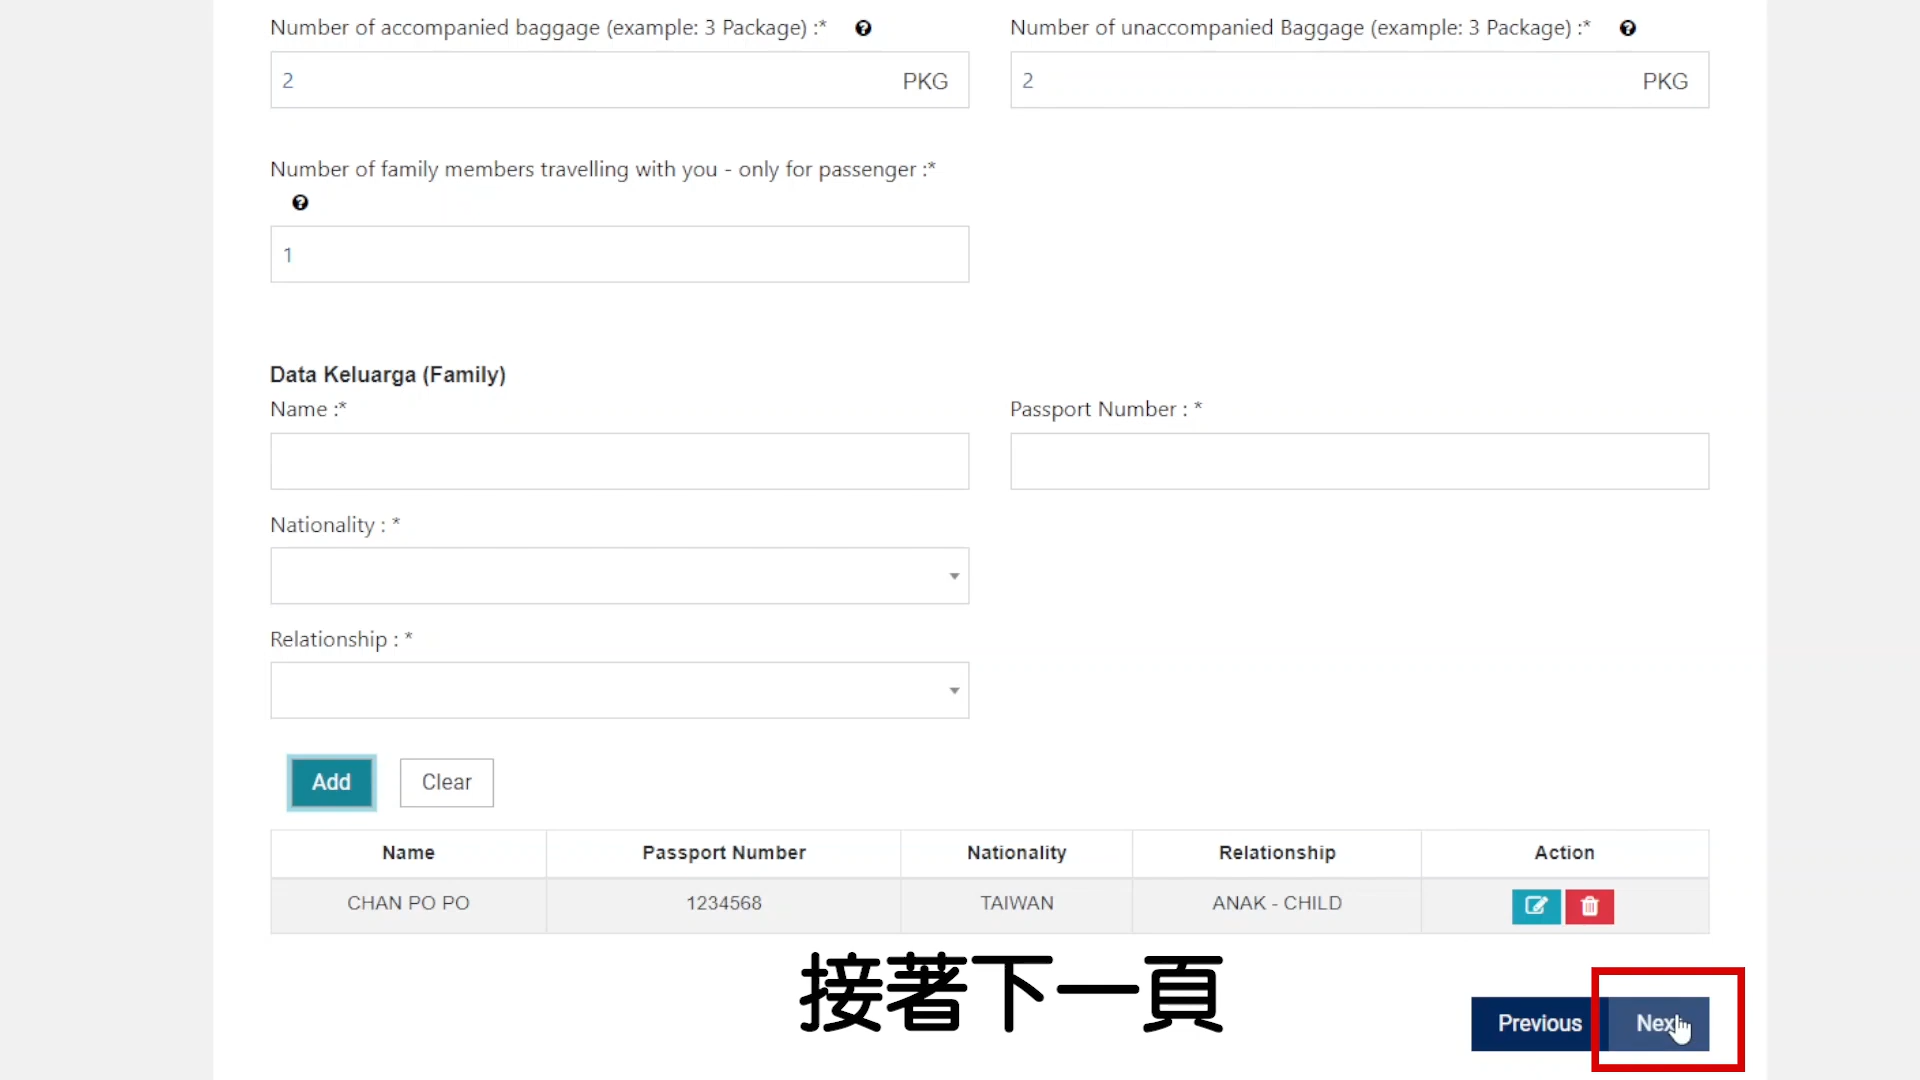 Number of accompanied baggage (example: 3 Package) :*
Number of unaccompanied Baggage (example: 3 Package) :*
2 PKG
2 PKG
Number of family members travelling with you - only for passenger :*
1
Data Keluarga (Family)
Name :*
Passport Number : *
Nationality : *
Relationship : *
Add Clear
Name Passport Number Nationality Relationship Action
CHAN PO PO 1234568 TAIWAN ANAK - CHILD
接著下一頁
Previous Next